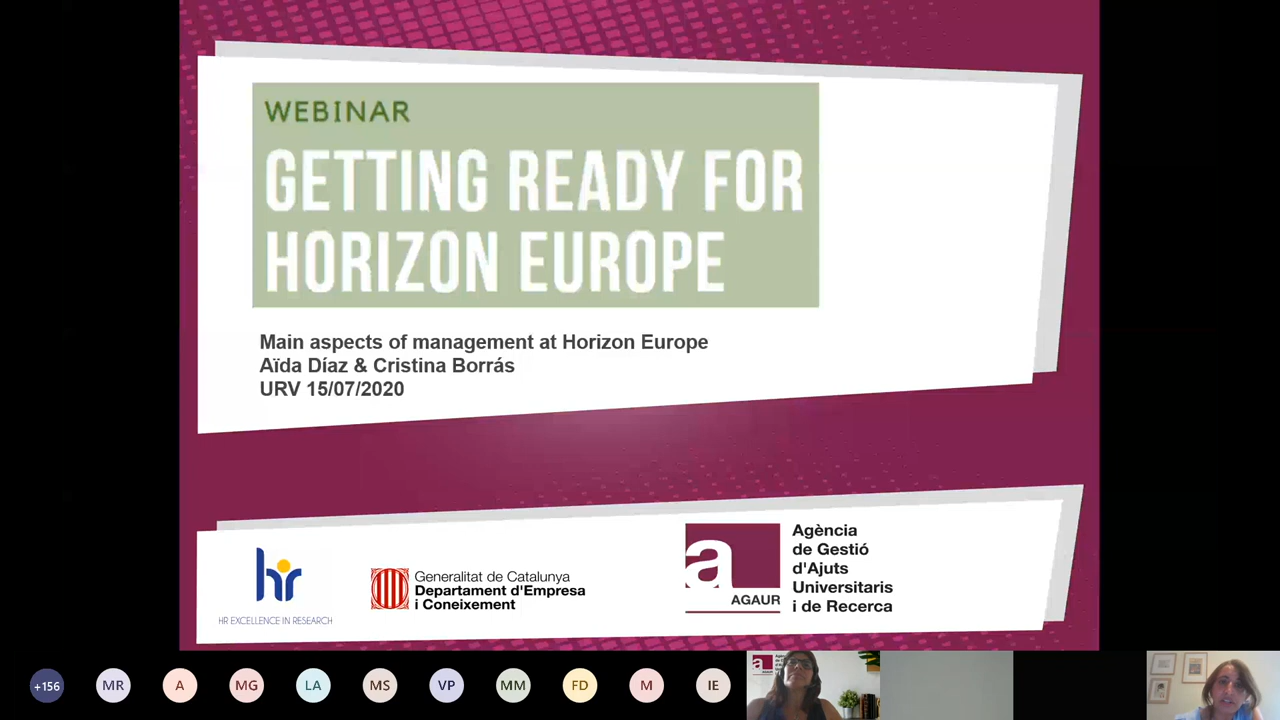 WEBINAR
GETTING READY FOR
HORIZON EUROPE
Main aspects of management at Horizon Europe
Aïda Díaz & Cristina Borrás
URV 15/07/2020
hr
HR EXCELLENCE IN RESEARCH
Generalitat de Catalunya
Departament d'Empresa
i Coneixement
a
AGAUR
Agència
de Gestió
d'Ajuts
Universitaris
i de Recerca
+156
MR
A
MG
LA
MS
VP
MM
FD
M
IE